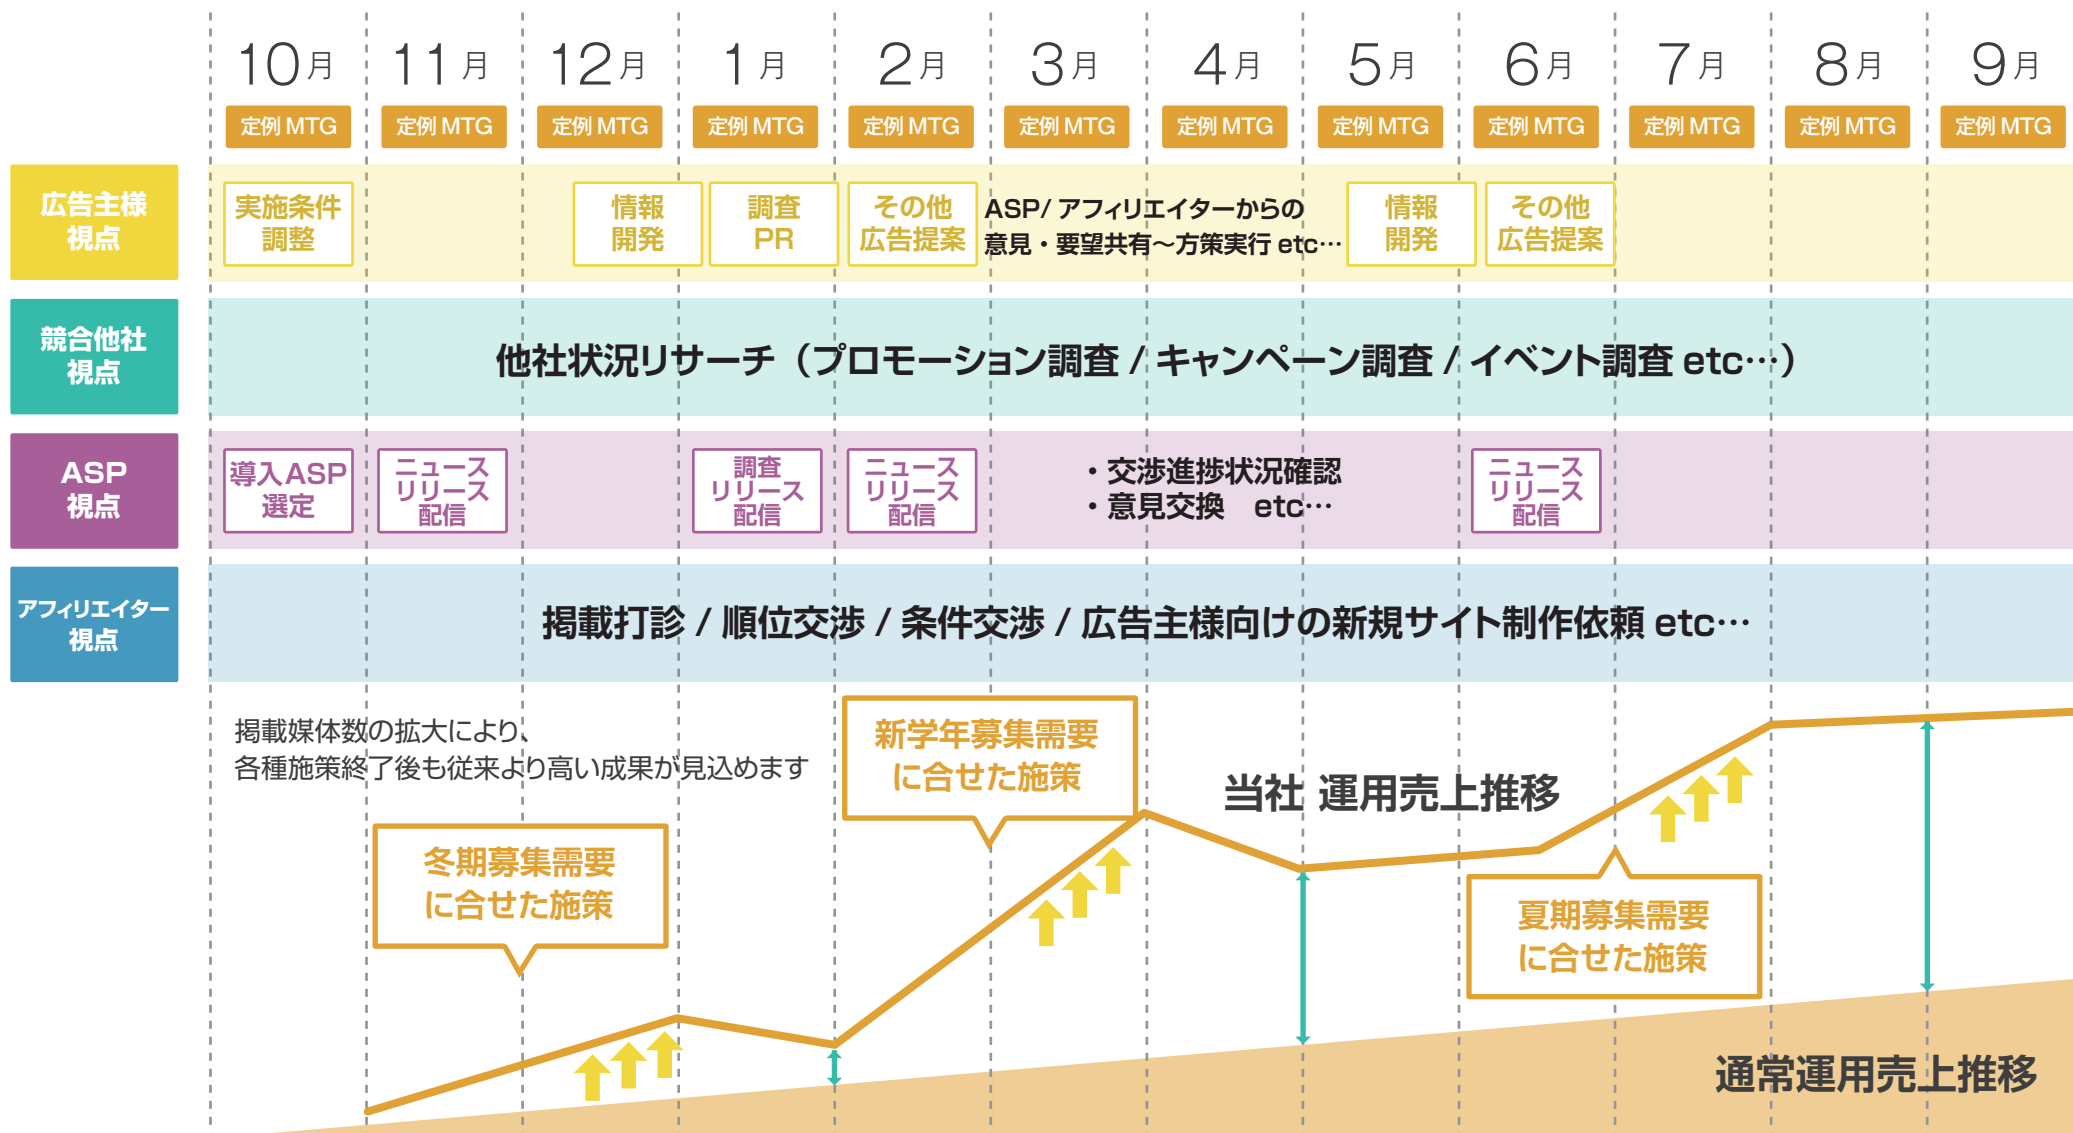 10月 11月 12月 1月 2月 3月 4月 5月 6月 7月 8月 9月
定例 MTG 定例 MTG 定例 MTG 定例 MTG 定例 MTG 定例 MTG 定例 MTG 定例 MTG 定例 MTG 定例 MTG 定例 MTG 定例 MTG
広告主様
視点
実施条件
調整
情報
開発
調査
PR
その他
広告提案
ASP/ アフィリエイターからの
意見・要望共有〜方策実行 etc…
情報
開発
その他
広告提案
競合他社
視点
他社状況リサーチ（プロモーション調査 / キャンペーン調査 / イベント調査 etc…）
ASP
視点
導入ASP
選定
ニュース
リリース
配信
調査
リリース
配信
ニュース
リリース
配信
・交渉進捗状況確認
・意見交換　etc…
ニュース
リリース
配信
アフィリエイター
視点
掲載打診 / 順位交渉 / 条件交渉 / 広告主様向けの新規サイト制作依頼 etc…
掲載媒体数の拡大により、
各種施策終了後も従来より高い成果が見込めます
冬期募集需要
に合せた施策
新学年募集需要
に合せた施策
当社 運用売上推移
夏期募集需要
に合せた施策
通常運用売上推移